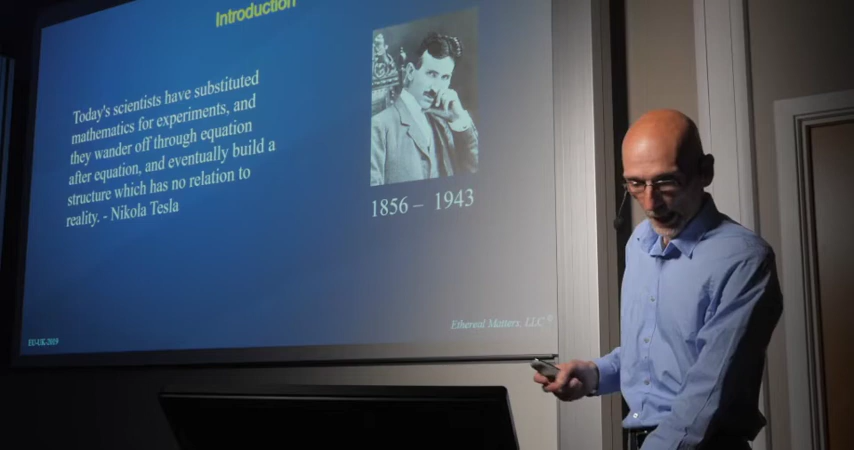 Introduction
Today's scientists have substituted
mathematics for experiments, and
they wander off through equation
after equation, and eventually build a
structure which has no relation to
reality. - Nikola Tesla
1856 – 1943
Ethereal Matters, LLC ©
EU-UK-2019